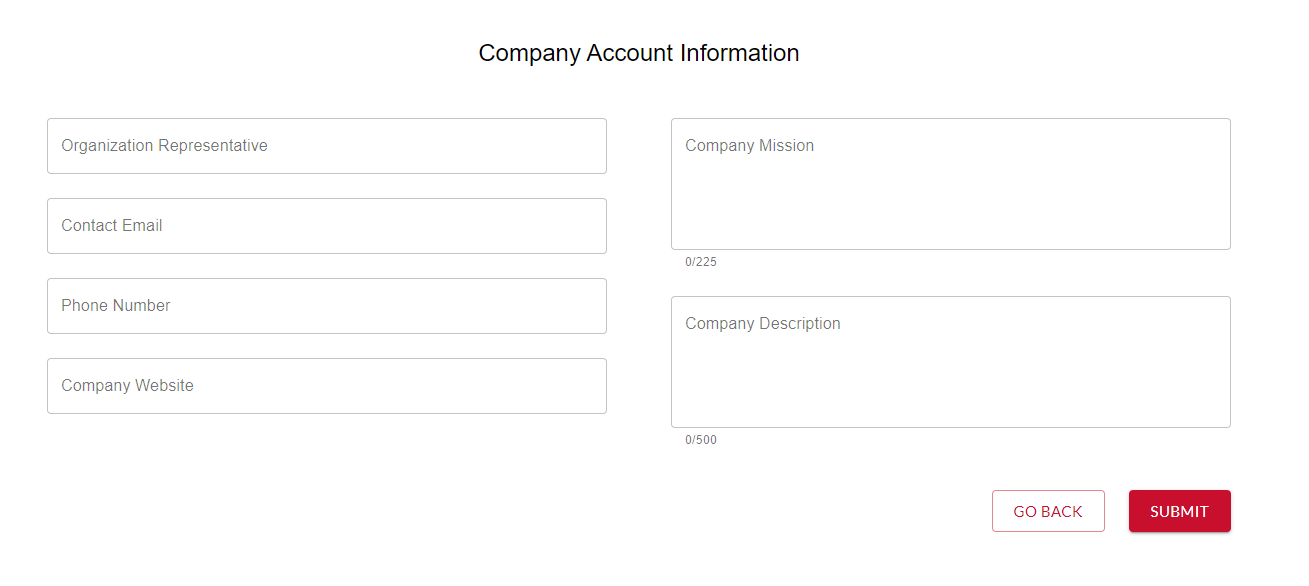 Company Account Information
Organization Representative
Contact Email
Phone Number
Company Website
Company Mission
0/225
Company Description
0/500
GO BACK
SUBMIT